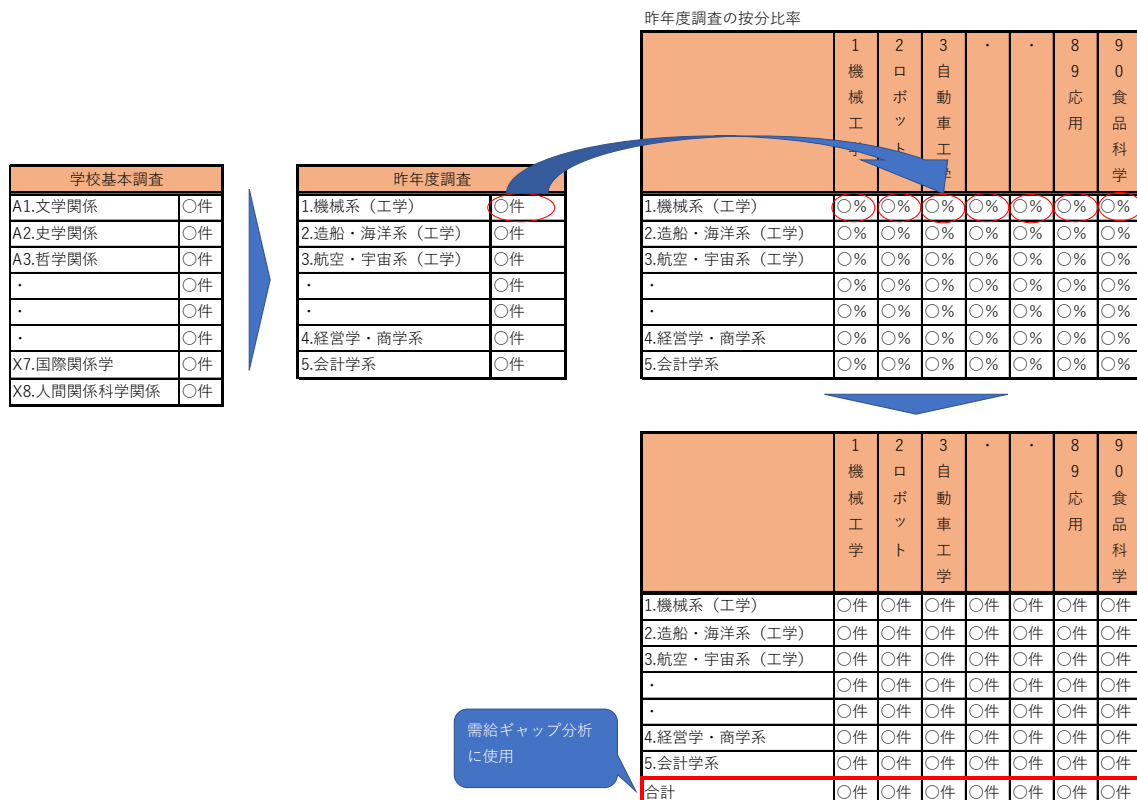 昨年度調査の按分比率
1機械工学 2ロボット 3自動車工学 ・ ・ 89応用 90食品科学
1.機械系（工学） ○% ○% ○% ○% ○% ○% ○%
2.造船・海洋系（工学） ○% ○% ○% ○% ○% ○% ○%
3.航空・宇宙系（工学） ○% ○% ○% ○% ○% ○% ○%
・ ○% ○% ○% ○% ○% ○% ○%
・ ○% ○% ○% ○% ○% ○% ○%
4.経営学・商学系 ○% ○% ○% ○% ○% ○% ○%
5.会計学系 ○% ○% ○% ○% ○% ○% ○%
学校基本調査
A1.文学関係 ○件
A2.史学関係 ○件
A3.哲学関係 ○件
・ ○件
・ ○件
・ ○件
X7.国際関係学 ○件
X8.人間関係科学関係 ○件
昨年度調査
1.機械系（工学） ○件
2.造船・海洋系（工学） ○件
3.航空・宇宙系（工学） ○件
・ ○件
・ ○件
4.経営学・商学系 ○件
5.会計学系 ○件
1機械工学 2ロボット 3自動車工学 ・ ・ 89応用 90食品科学
1.機械系（工学） ○件 ○件 ○件 ○件 ○件 ○件 ○件
2.造船・海洋系（工学） ○件 ○件 ○件 ○件 ○件 ○件 ○件
3.航空・宇宙系（工学） ○件 ○件 ○件 ○件 ○件 ○件 ○件
・ ○件 ○件 ○件 ○件 ○件 ○件 ○件
・ ○件 ○件 ○件 ○件 ○件 ○件 ○件
4.経営学・商学系 ○件 ○件 ○件 ○件 ○件 ○件 ○件
5.会計学系 ○件 ○件 ○件 ○件 ○件 ○件 ○件
合計 ○件 ○件 ○件 ○件 ○件 ○件 ○件
需給ギャップ分析
に使用